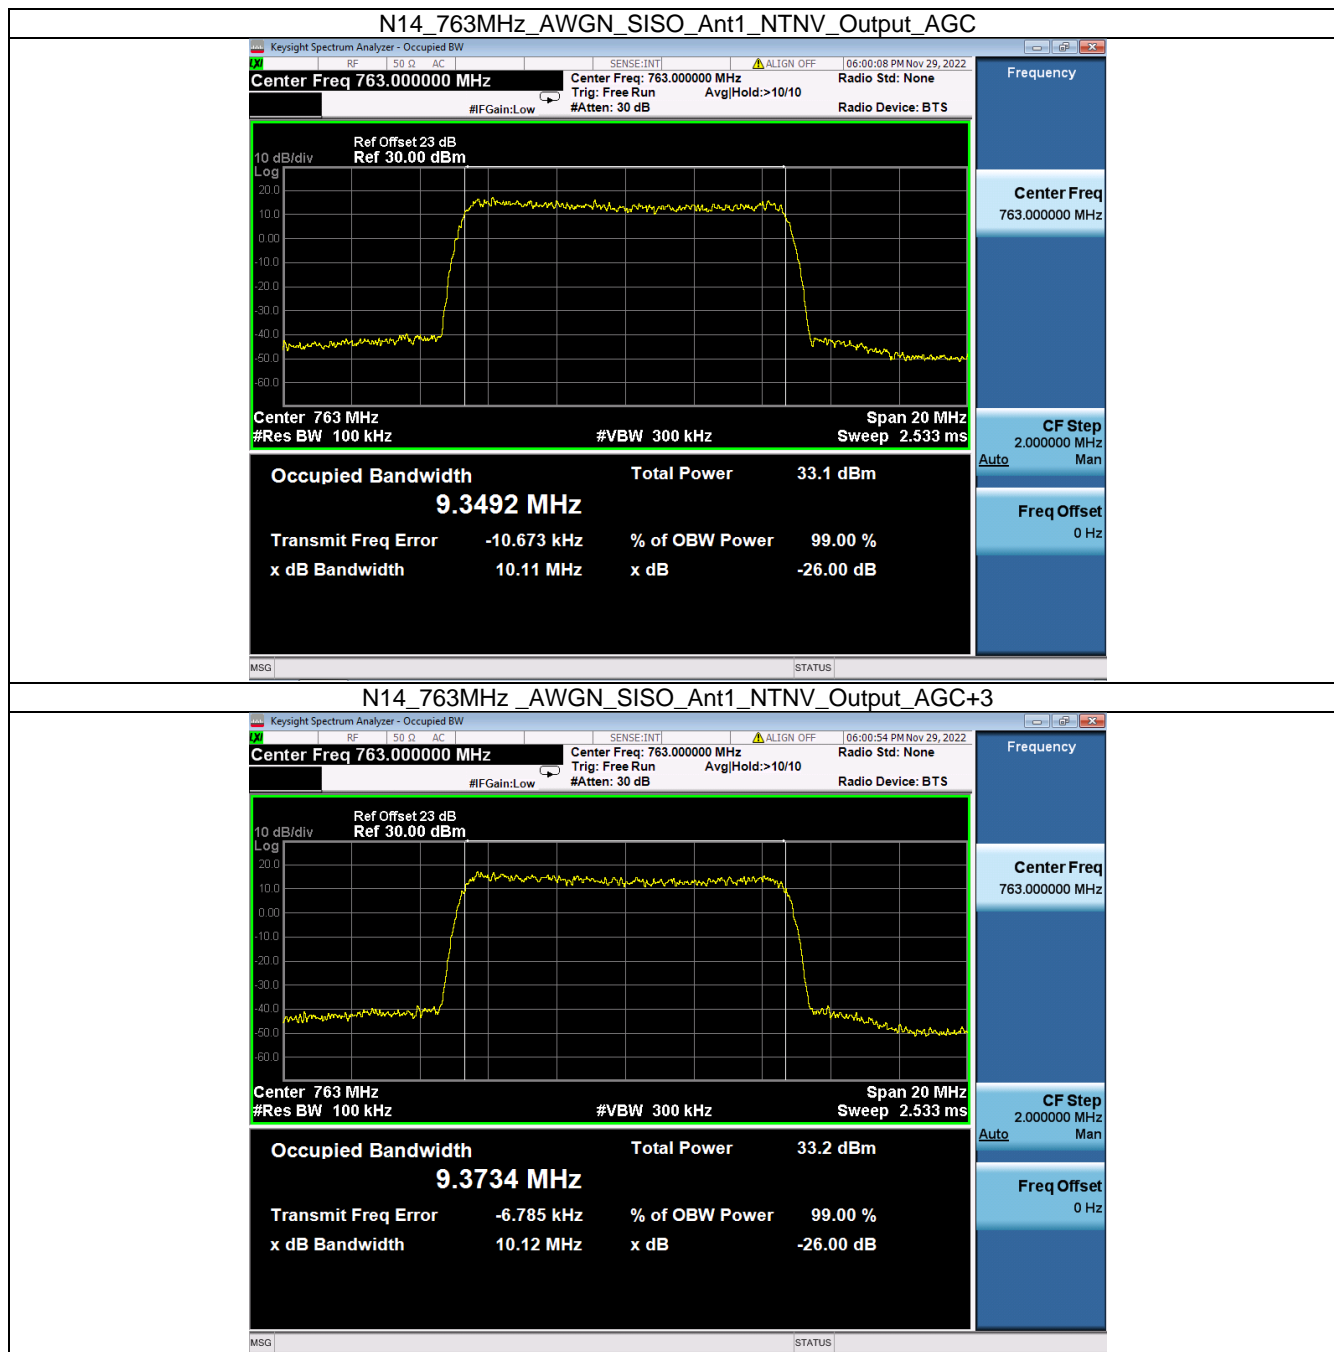 N14_763MHz_AWGN_SISO_Ant1_NTNV_Output_AGC
Keysight Spectrum Analyzer - Occupied BW
LXI RF 50 Ω AC SENSE:INT ALIGN OFF 06:00:08 PM Nov 29, 2022
Center Freq 763.000000 MHz Center Freq: 763.000000 MHz Radio Std: None Frequency
Trig: Free Run Avg|Hold:>10/10
#IFGain:Low #Atten: 30 dB Radio Device: BTS
Ref Offset 23 dB
10 dB/div Ref 30.00 dBm
Log
20.0
10.0
0.00
-10.0
-20.0
-30.0
-40.0
-50.0
-60.0
Center 763 MHz Span 20 MHz
#Res BW 100 kHz #VBW 300 kHz Sweep 2.533 ms
Center Freq
763.000000 MHz
CF Step
2.000000 MHz
Auto Man
Freq Offset
0 Hz
Occupied Bandwidth Total Power 33.1 dBm
9.3492 MHz
Transmit Freq Error -10.673 kHz % of OBW Power 99.00 %
x dB Bandwidth 10.11 MHz x dB -26.00 dB
MSG STATUS
N14_763MHz _AWGN_SISO_Ant1_NTNV_Output_AGC+3
Keysight Spectrum Analyzer - Occupied BW
LXI RF 50 Ω AC SENSE:INT ALIGN OFF 06:00:54 PM Nov 29, 2022
Center Freq 763.000000 MHz Center Freq: 763.000000 MHz Radio Std: None Frequency
Trig: Free Run Avg|Hold:>10/10
#IFGain:Low #Atten: 30 dB Radio Device: BTS
Ref Offset 23 dB
10 dB/div Ref 30.00 dBm
Log
20.0
10.0
0.00
-10.0
-20.0
-30.0
-40.0
-50.0
-60.0
Center 763 MHz Span 20 MHz
#Res BW 100 kHz #VBW 300 kHz Sweep 2.533 ms
Center Freq
763.000000 MHz
CF Step
2.000000 MHz
Auto Man
Freq Offset
0 Hz
Occupied Bandwidth Total Power 33.2 dBm
9.3734 MHz
Transmit Freq Error -6.785 kHz % of OBW Power 99.00 %
x dB Bandwidth 10.12 MHz x dB -26.00 dB
MSG STATUS